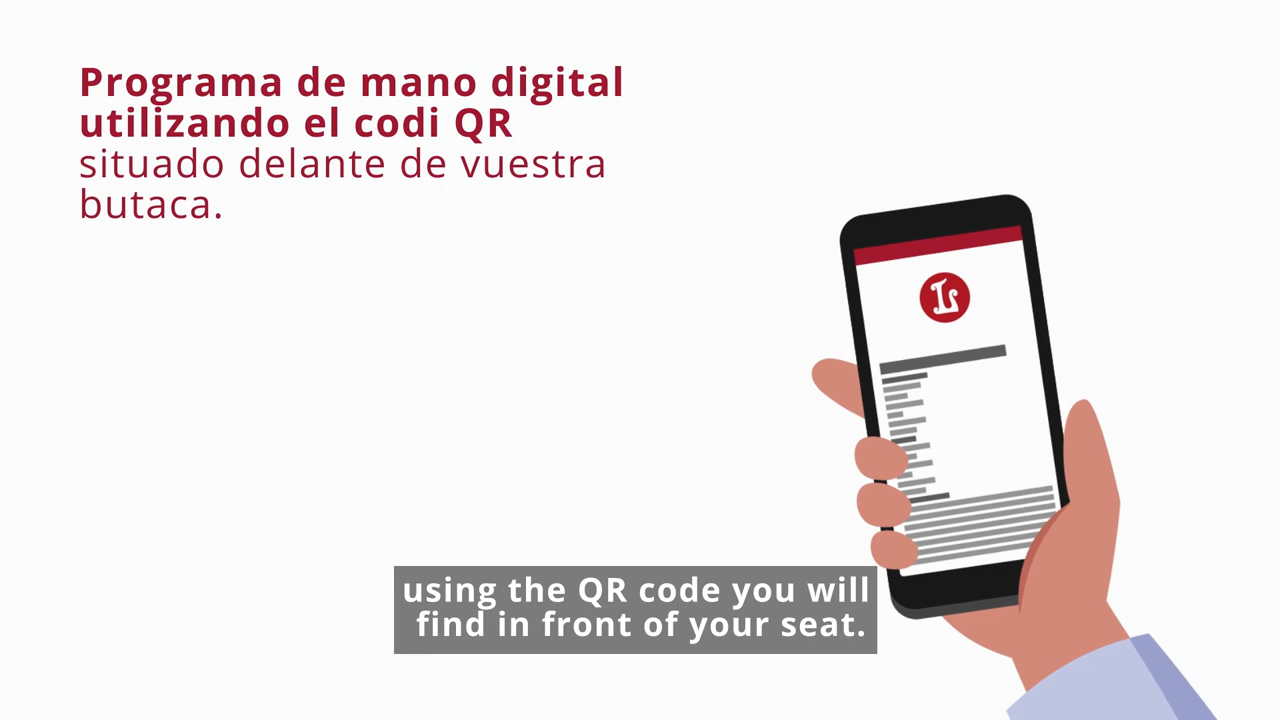 Programa de mano digital
utilizando el codi QR
situado delante de vuestra
butaca.
L
using the QR code you will
find in front of your seat.